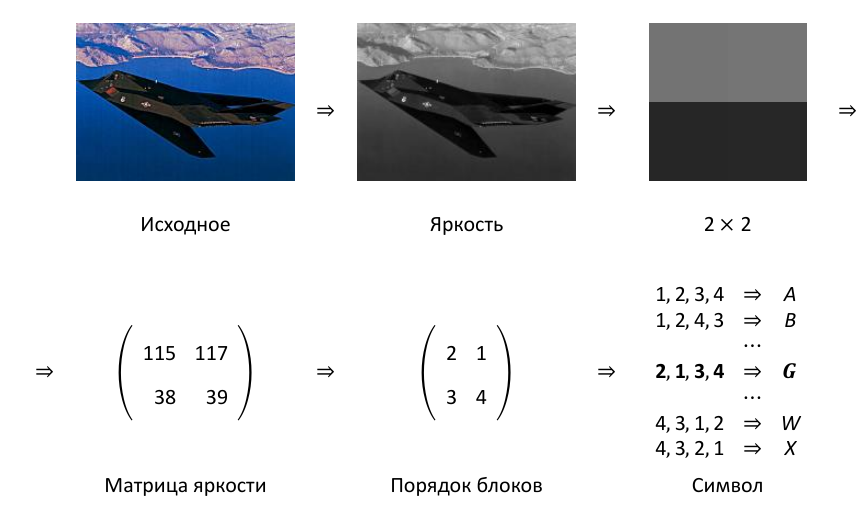 ⇒ ⇒ ⇒
Исходное Яркость 2 × 2
1, 2, 3, 4 ⇒ A
1, 2, 4, 3 ⇒ B
...
⇒ ( 115 117 ⇒ ( 2 1 ⇒ 2, 1, 3, 4 ⇒ G
38 39 ) 3 4 )
...
4, 3, 1, 2 ⇒ W
4, 3, 2, 1 ⇒ X
Матрица яркости Порядок блоков Символ